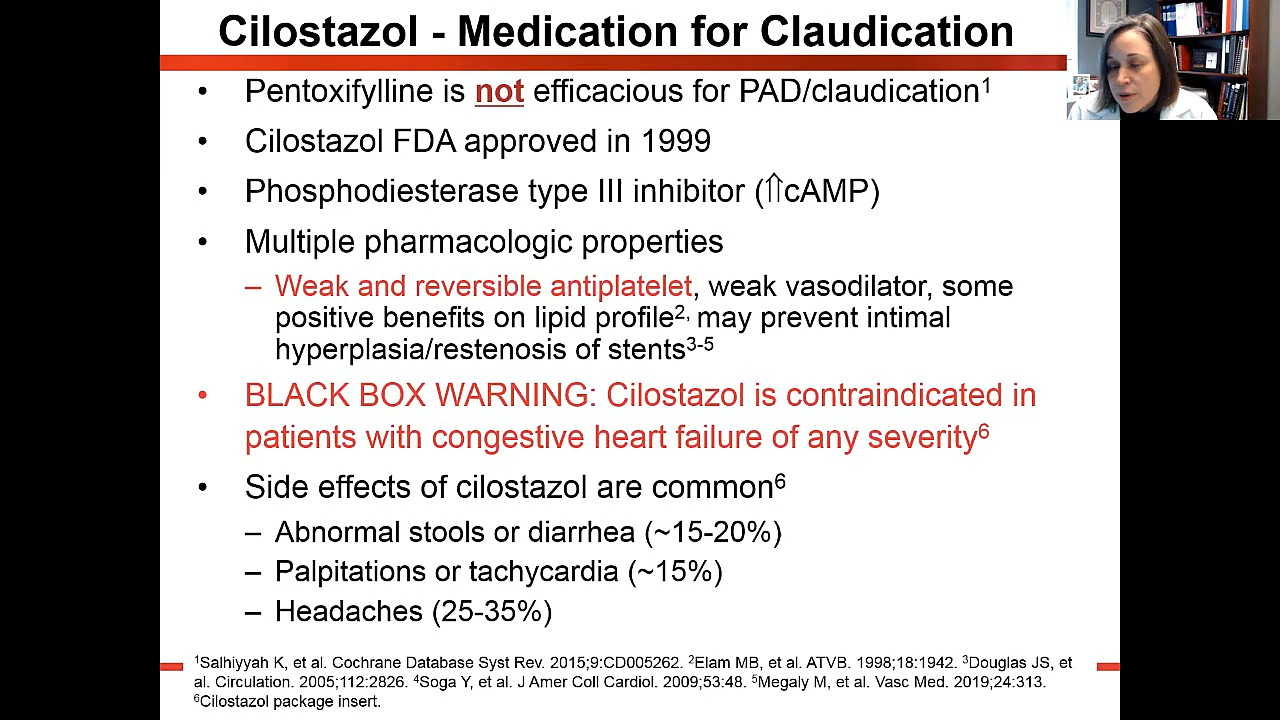 Cilostazol - Medication for Claudication
• Pentoxifylline is not efficacious for PAD/claudication¹
• Cilostazol FDA approved in 1999
• Phosphodiesterase type III inhibitor (⇑cAMP)
• Multiple pharmacologic properties
– Weak and reversible antiplatelet, weak vasodilator, some
positive benefits on lipid profile², may prevent intimal
hyperplasia/restenosis of stents³⁻⁵
• BLACK BOX WARNING: Cilostazol is contraindicated in
patients with congestive heart failure of any severity⁶
• Side effects of cilostazol are common⁶
– Abnormal stools or diarrhea (~15-20%)
– Palpitations or tachycardia (~15%)
– Headaches (25-35%)
¹Salhiyyah K, et al. Cochrane Database Syst Rev. 2015;9:CD005262. ²Elam MB, et al. ATVB. 1998;18:1942. ³Douglas JS, et
al. Circulation. 2005;112:2826. ⁴Soga Y, et al. J Amer Coll Cardiol. 2009;53:48. ⁵Megaly M, et al. Vasc Med. 2019;24:313.
⁶Cilostazol package insert.